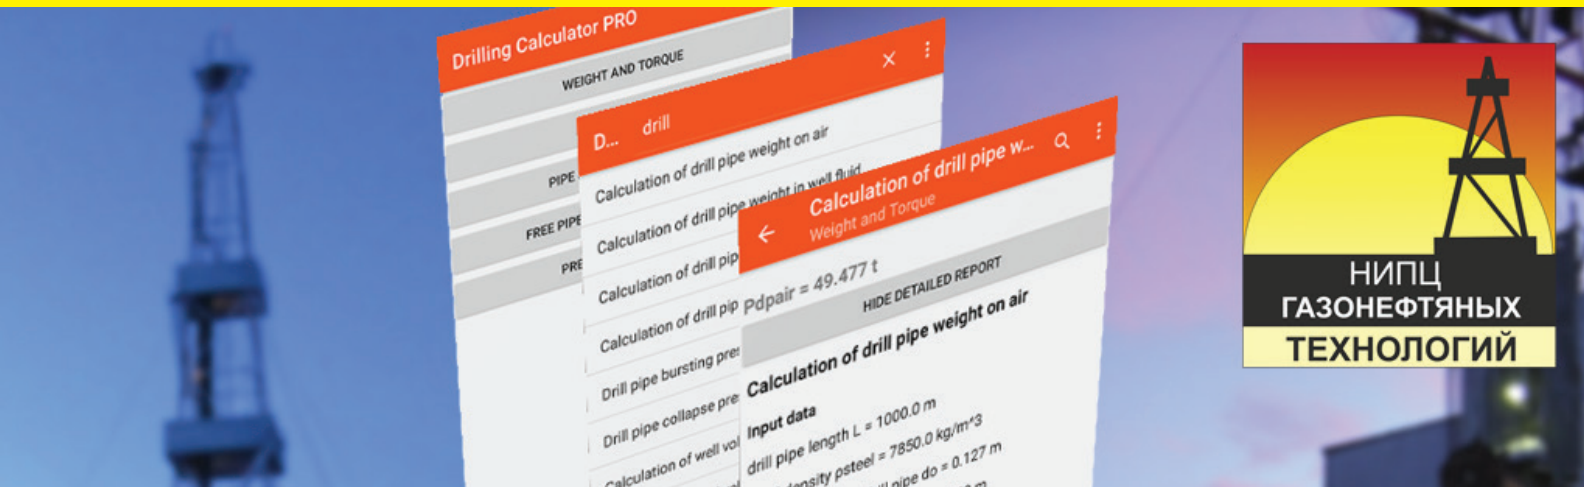 Drilling Calculator PRO
WEIGHT AND TORQUE
PIPE
FREE PIPE
PRE
D... drill
Calculation of drill pipe weight on air
Calculation of drill pipe weight in well fluid
Calculation of drill pip
Calculation of drill pip
Drill pipe bursting pres
Drill pipe collapse pre
Calculation of well vol
Calculation of drill pipe w...
Weight and Torque
Pdpair = 49.477 t
HIDE DETAILED REPORT
Calculation of drill pipe weight on air
Input data
drill pipe length L = 1000.0 m
density ρsteel = 7850.0 kg/m^3
pipe do = 0.127 m
НИПЦ
ГАЗОНЕФТЯНЫХ
ТЕХНОЛОГИЙ